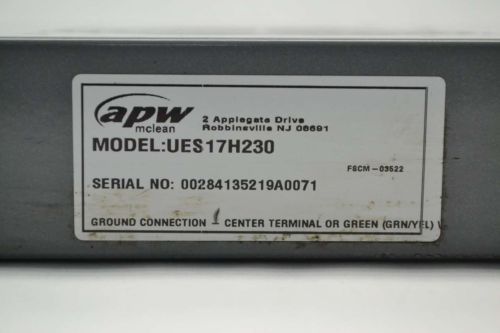 apw
mclean
2 Applegate Drive
Robbinsville NJ 08691
MODEL:UES17H230
FSCM-03522
SERIAL NO: 00284135219A0071
GROUND CONNECTION - CENTER TERMINAL OR GREEN (GRN/YEL)